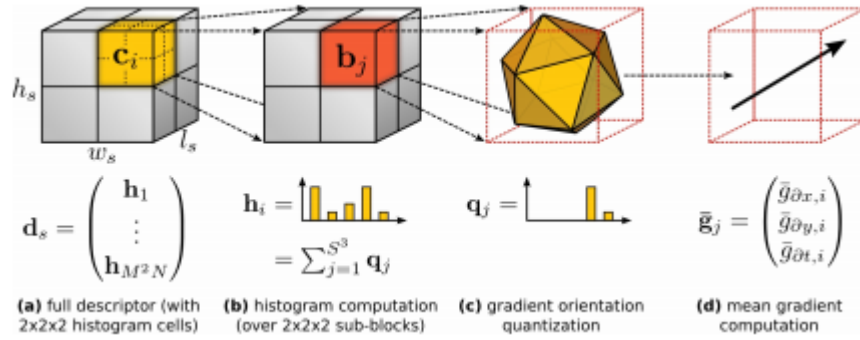 c_i
b_j
h_s
w_s
l_s
d_s = (h_1 ⋮ h_{M²N})
h_i =
= ∑_{j=1}^{S³} q_j
q_j =
ḡ_j = (ḡ_{∂x,i} ḡ_{∂y,i} ḡ_{∂t,i})
(a) full descriptor (with
2x2x2 histogram cells)
(b) histogram computation
(over 2x2x2 sub-blocks)
(c) gradient orientation
quantization
(d) mean gradient
computation